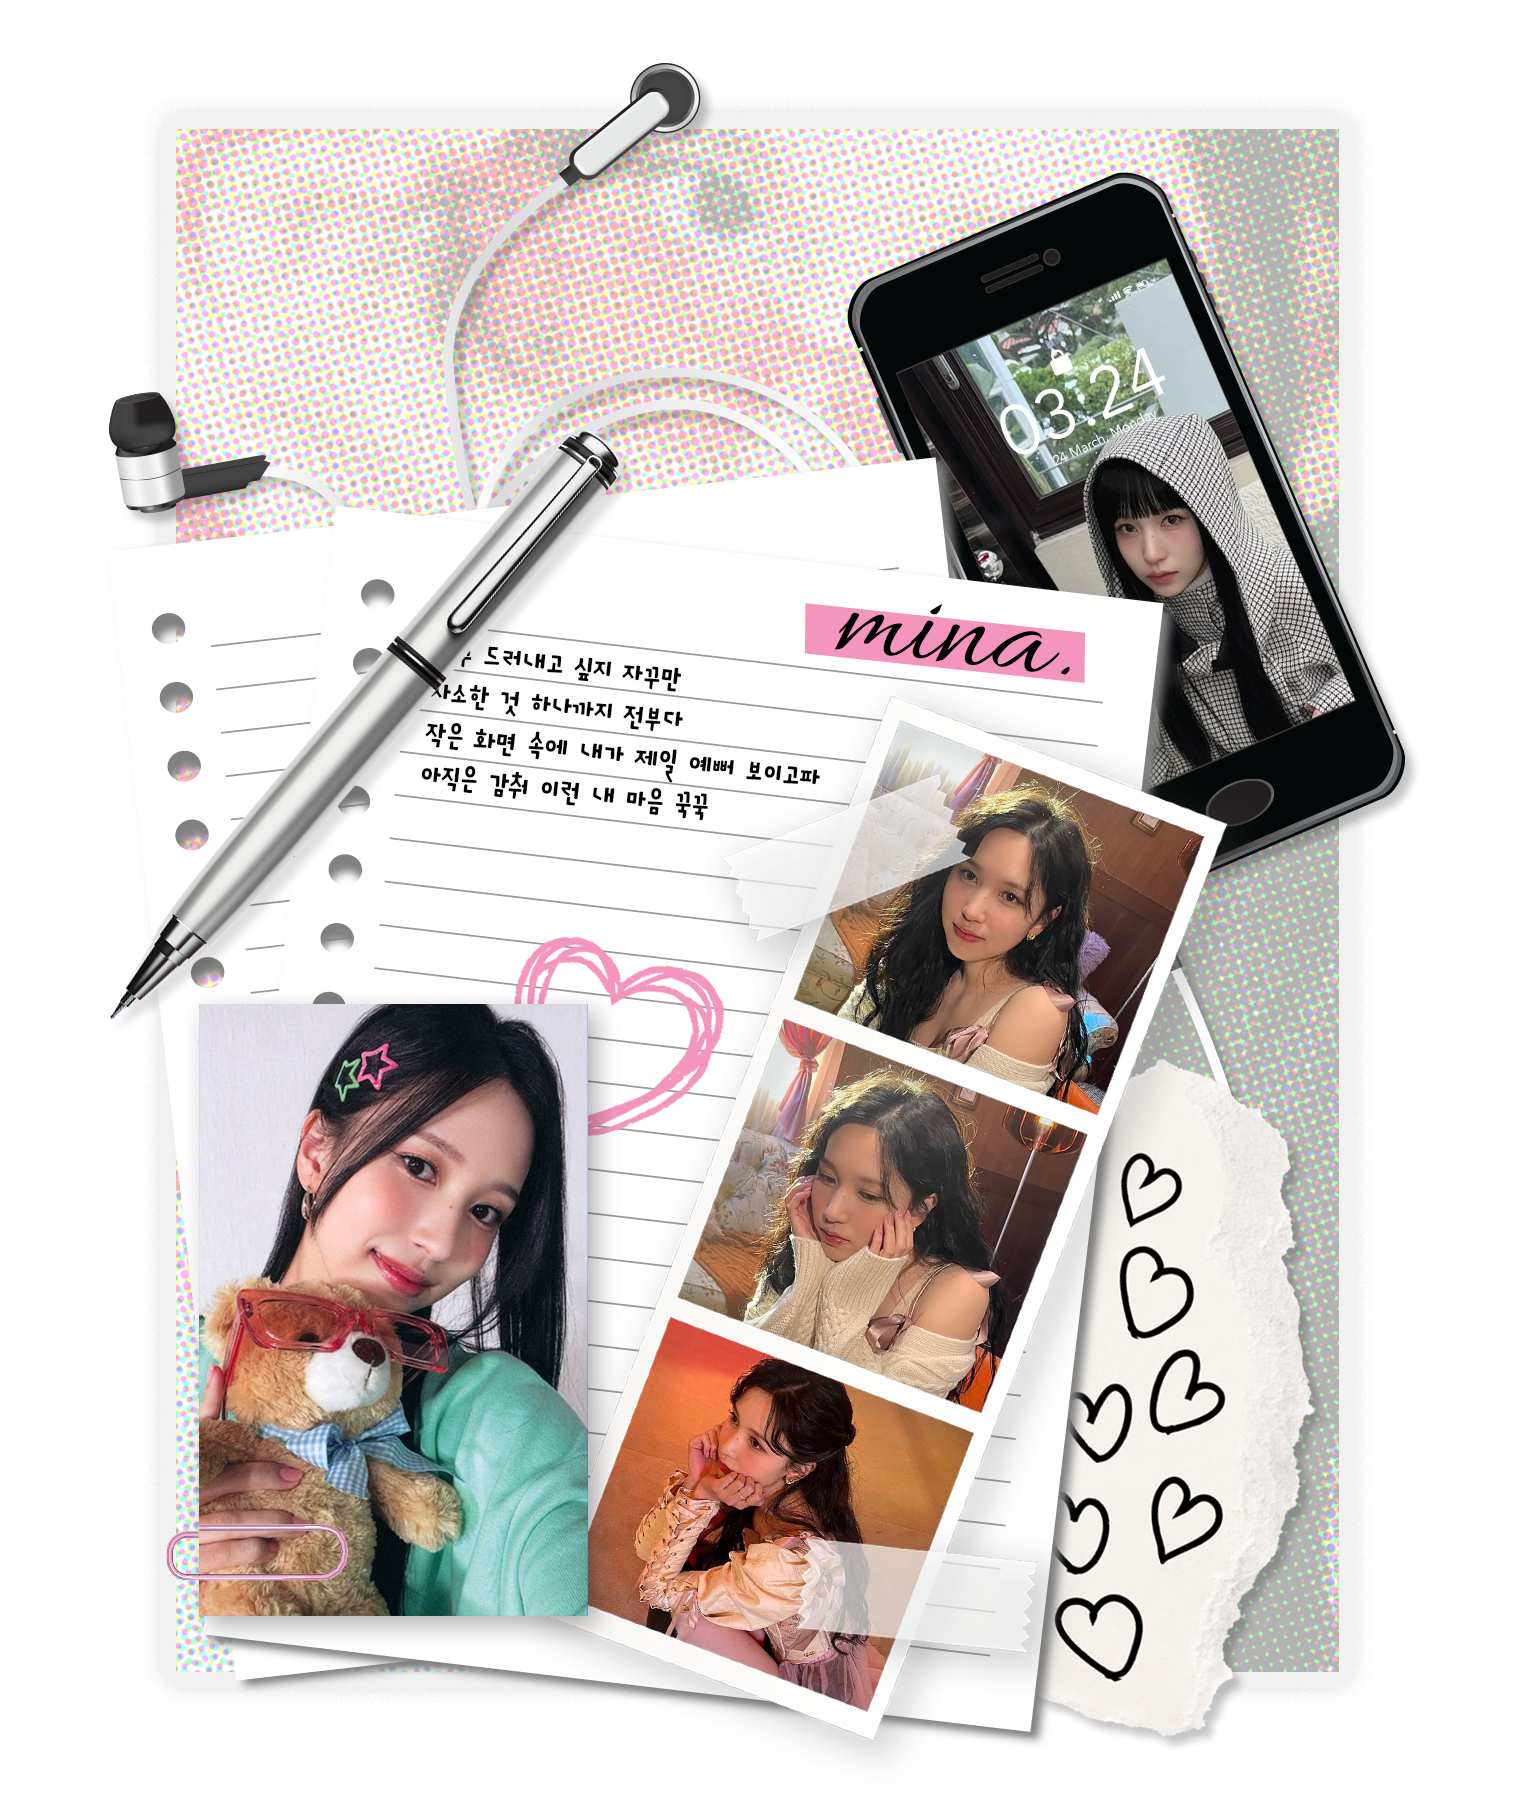 03:24
24 March, Monday
mina.
드러내고 싶지 자꾸만
사소한 것 하나까지 전부다
작은 화면 속에 내가 제일 예뻐 보이고파
아직은 감춰 이런 내 마음 꾹꾹